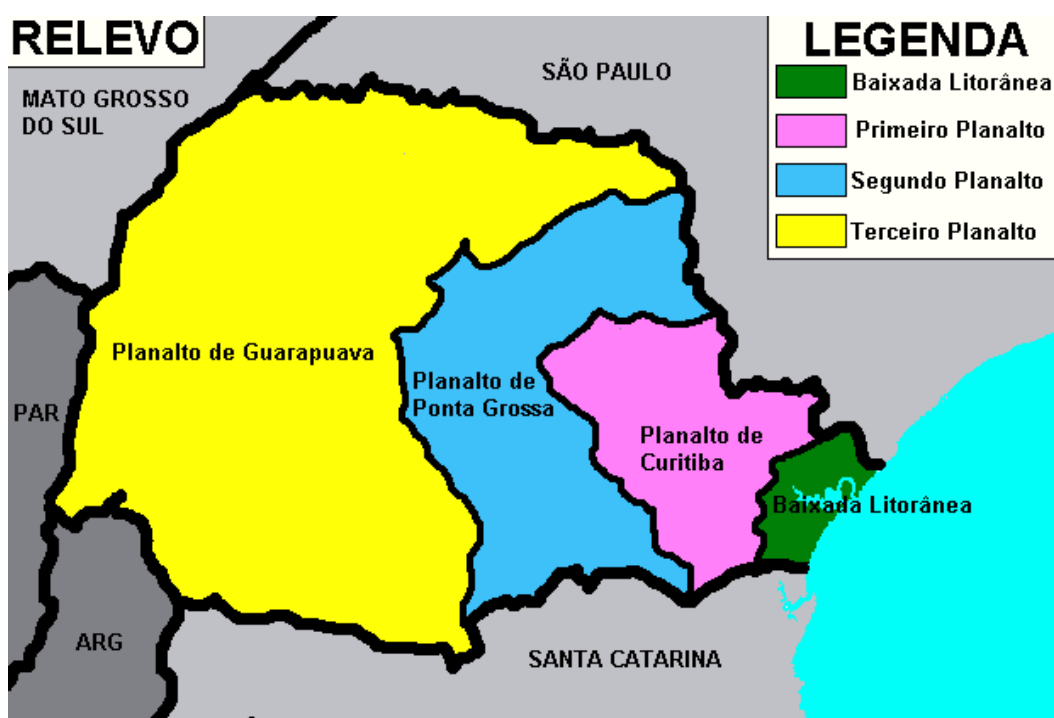 RELEVO
LEGENDA
Baixada Litorânea
Primeiro Planalto
Segundo Planalto
Terceiro Planalto
SÃO PAULO
MATO GROSSO
DO SUL
Planalto de Guarapuava
Planalto de
Ponta Grossa
PAR
Planalto de
Curitiba
Baixada Litorânea
ARG
SANTA CATARINA